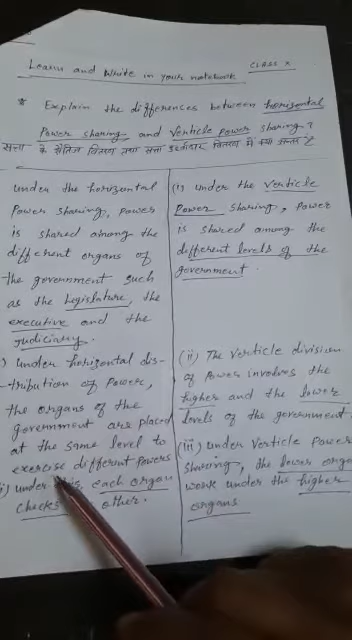 Learn and Write in your notebook CLASS X
* Explain the differences between horizontal
Power sharing and Verticle power sharing.?
सत्ता के क्षैतिज वितरण तथा सत्ता उर्ध्वाधर वितरण में क्या अन्तर है
under the horizontal
Power sharing, power
is shared among the
different organs of
the government such
as the legislature, the
executive and the
judiciary.
) under horizontal dis-
-tribution of Power,
the organs of the
government are placed
at the same level to
exercise different powers
i) under this each organ
checks other.
(i) under the Verticle
Power sharing, power
is shared among the
different levels of the
government.
(ii) The Verticle division
of Power involves the
higher and the lower
levels of the government
(iii) under Verticle Power
sharing, the lower organs
work under the higher
organs